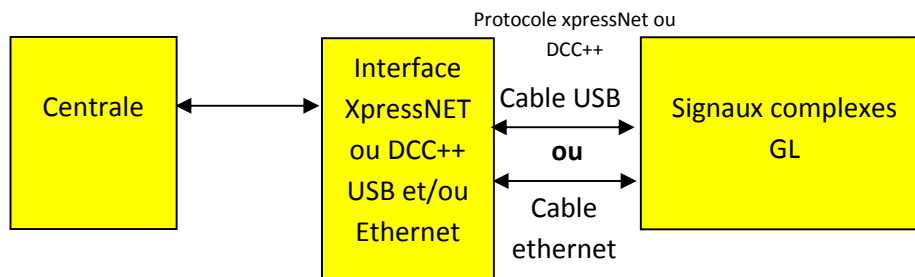 Protocole xpressNet ou
DCC++
Centrale
Interface
XpressNET
ou DCC++
USB et/ou
Ethernet
Cable USB
ou
Cable
ethernet
Signaux complexes
GL